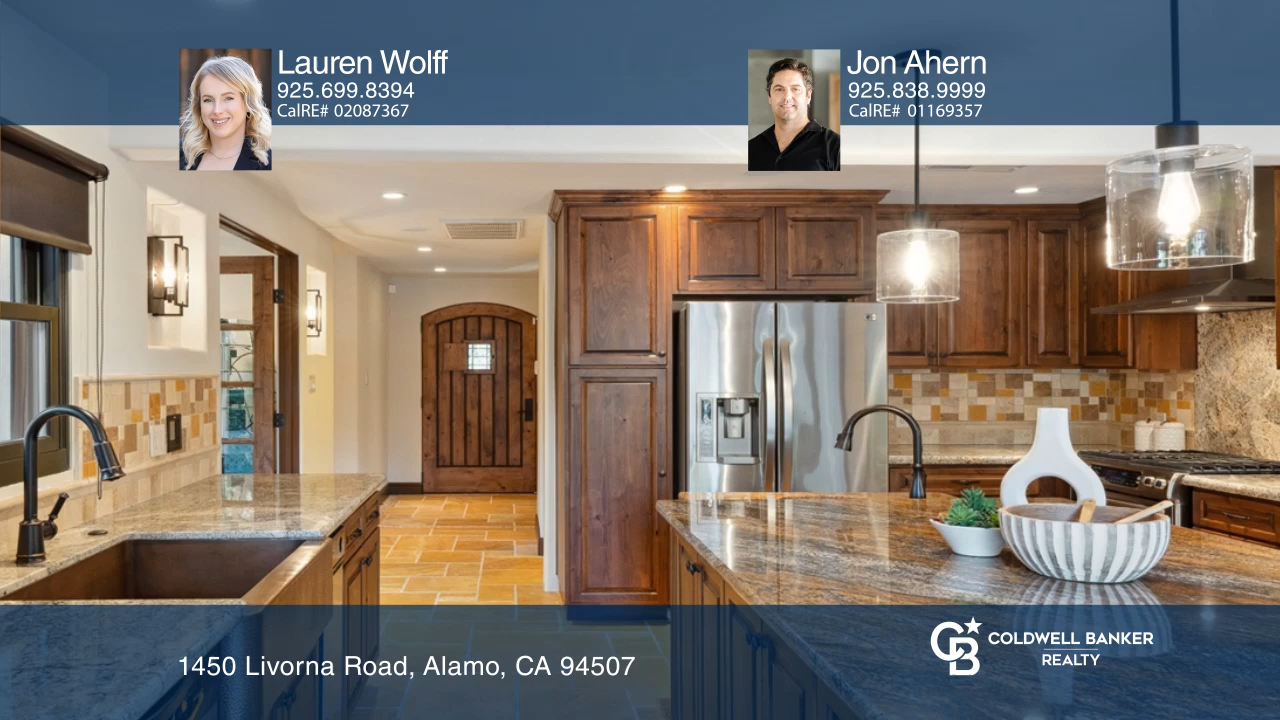 Lauren Wolff
925.699.8394
CalRE# 02087367
Jon Ahern
925.838.9999
CalRE# 01169357
1450 Livorna Road, Alamo, CA 94507
CB
COLDWELL BANKER
REALTY